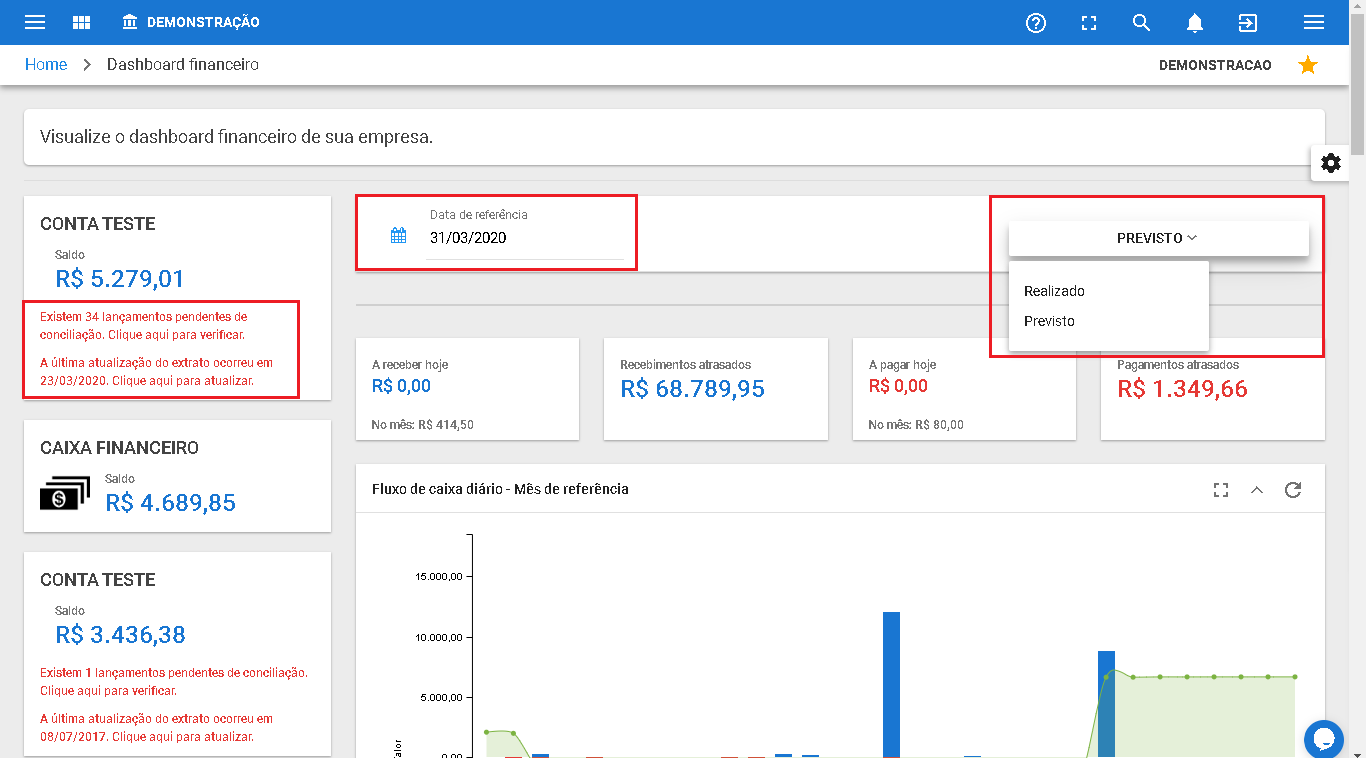 DEMONSTRAÇÃO
Home > Dashboard financeiro
DEMONSTRACAO
Visualize o dashboard financeiro de sua empresa.
CONTA TESTE
Saldo
R$ 5.279,01
Existem 34 lançamentos pendentes de
conciliação. Clique aqui para verificar.
A última atualização do extrato ocorreu em
23/03/2020. Clique aqui para atualizar.
CAIXA FINANCEIRO
Saldo
R$ 4.689,85
CONTA TESTE
Saldo
R$ 3.436,38
Existem 1 lançamentos pendentes de conciliação.
Clique aqui para verificar.
A última atualização do extrato ocorreu em
08/07/2017. Clique aqui para atualizar.
Data de referência
31/03/2020
PREVISTO
Realizado
Previsto
A receber hoje
R$ 0,00
No mês: R$ 414,50
Recebimentos atrasados
R$ 68.789,95
A pagar hoje
R$ 0,00
No mês: R$ 80,00
Pagamentos atrasados
R$ 1.349,66
Fluxo de caixa diário - Mês de referência
15.000,00
10.000,00
5.000,00
0,00